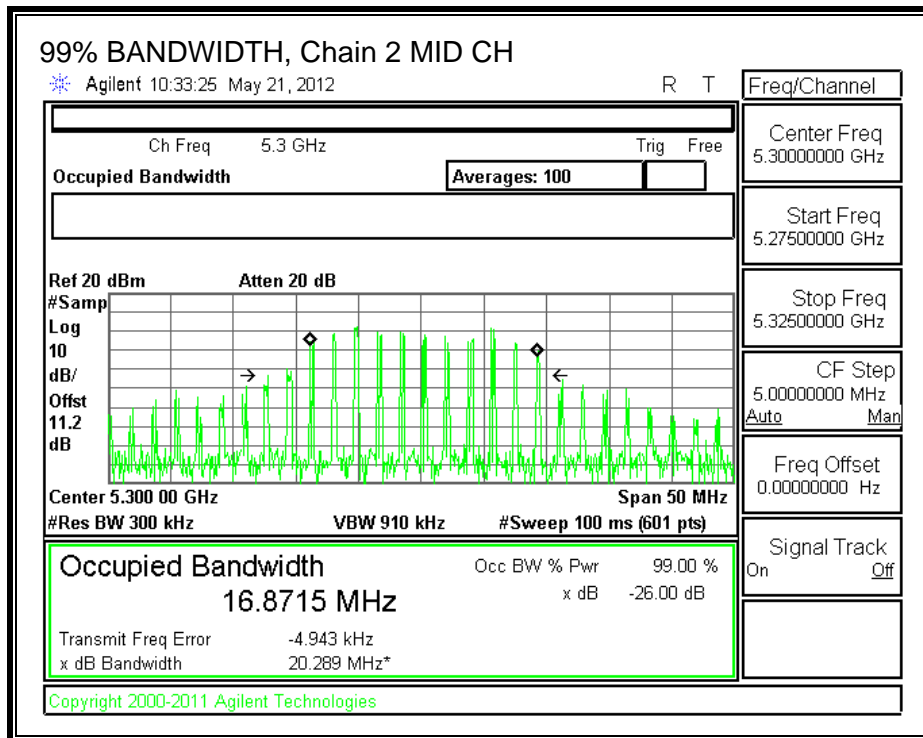 99% BANDWIDTH, Chain 2 MID CH
Agilent 10:33:25 May 21, 2012 R T
Freq/Channel
Ch Freq 5.3 GHz Trig Free
Occupied Bandwidth Averages: 100
Center Freq
5.30000000 GHz
Start Freq
5.27500000 GHz
Stop Freq
5.32500000 GHz
CF Step
5.00000000 MHz
Auto Man
Freq Offset
0.00000000 Hz
Signal Track
On Off
Ref 20 dBm Atten 20 dB
#Samp
Log
10
dB/
Offst
11.2
dB
Center 5.300 00 GHz Span 50 MHz
#Res BW 300 kHz VBW 910 kHz #Sweep 100 ms (601 pts)
Occupied Bandwidth Occ BW % Pwr 99.00 %
16.8715 MHz x dB -26.00 dB
Transmit Freq Error -4.943 kHz
x dB Bandwidth 20.289 MHz*
Copyright 2000-2011 Agilent Technologies